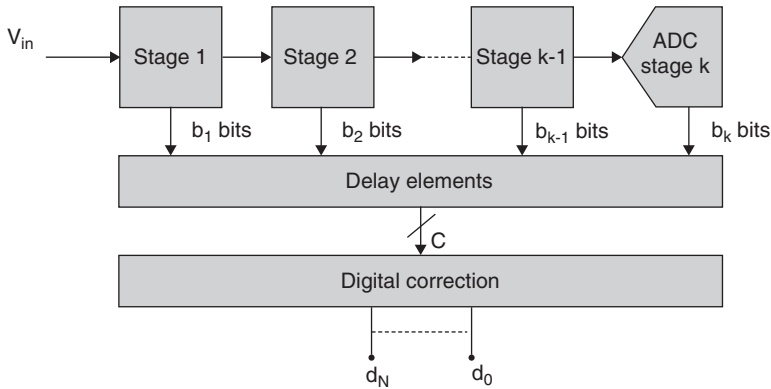 V_in
Stage 1
Stage 2
Stage k-1
ADC
stage k
b_1 bits
b_2 bits
b_{k-1} bits
b_k bits
Delay elements
C
Digital correction
d_N
d_0